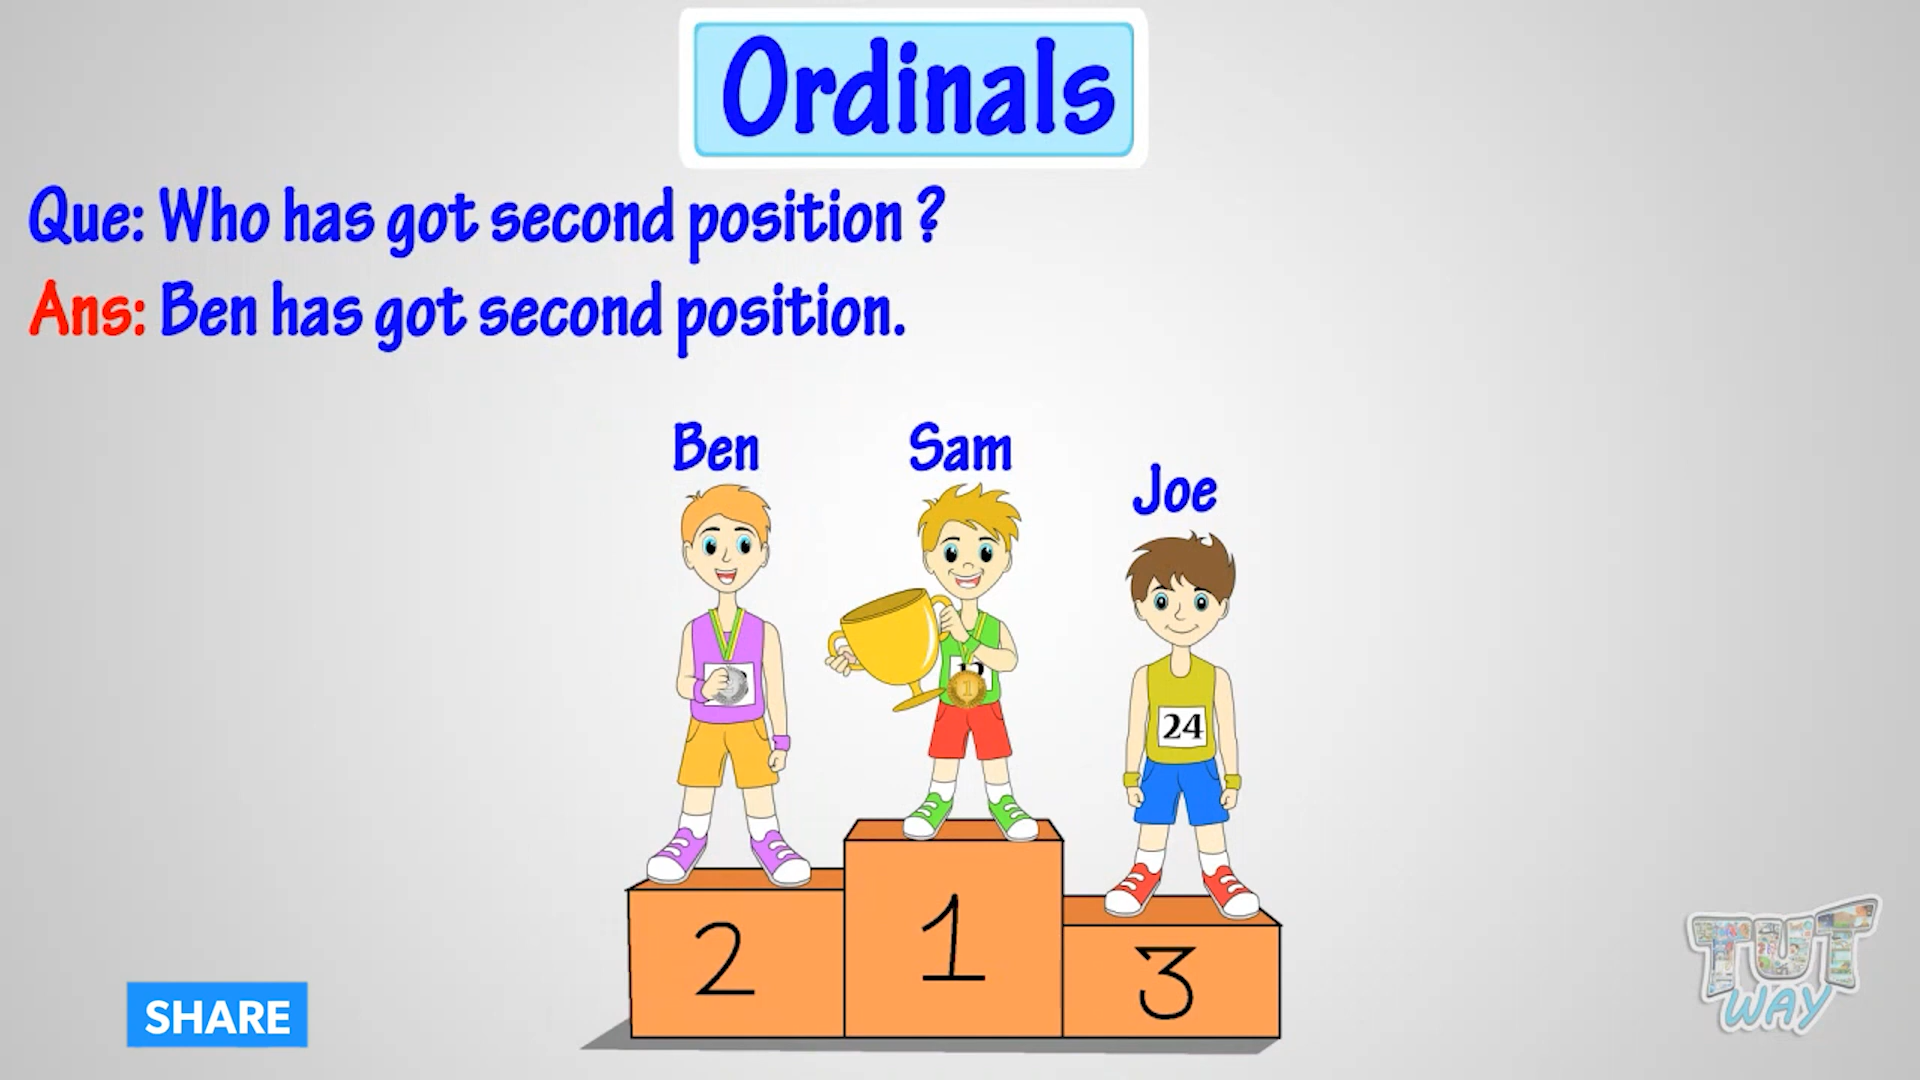 Ordinals
Que: Who has got second position ?
Ans: Ben has got second position.
Ben
Sam
Joe
1
24
2
1
3
SHARE
TUT
WAY